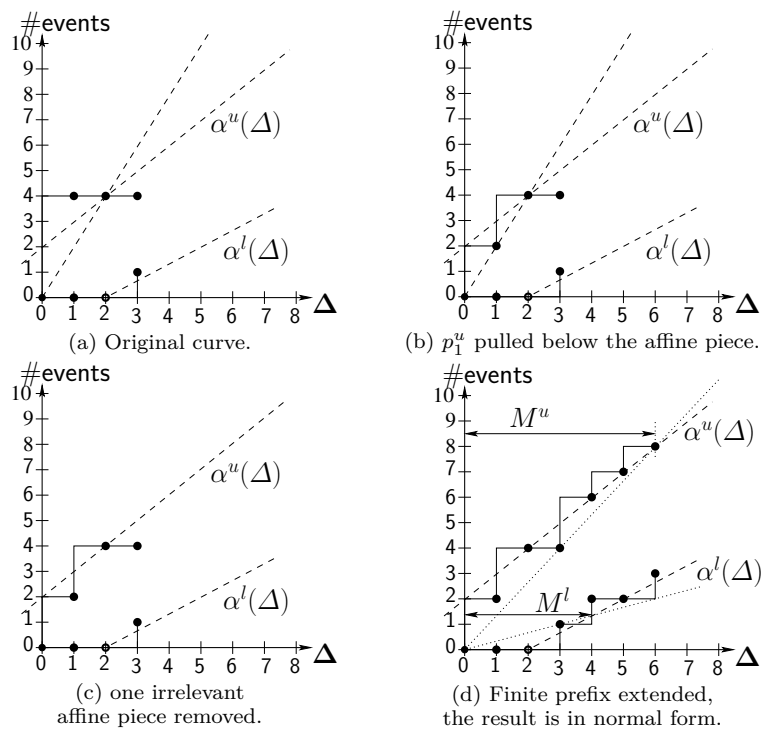 #events
10
9
8
7
6
5
4
3
2
1
0
α^u(Δ)
α^l(Δ)
0 1 2 3 4 5 6 7 8 Δ
(a) Original curve.
#events
10
9
8
7
6
5
4
3
2
1
0
α^u(Δ)
α^l(Δ)
0 1 2 3 4 5 6 7 8 Δ
(b) p_1^u pulled below the affine piece.
#events
10
9
8
7
6
5
4
3
2
1
0
α^u(Δ)
α^l(Δ)
0 1 2 3 4 5 6 7 8 Δ
(c) one irrelevant
affine piece removed.
#events
10
9
8
7
6
5
4
3
2
1
0
M^u
α^u(Δ)
M^l
α^l(Δ)
0 1 2 3 4 5 6 7 8 Δ
(d) Finite prefix extended,
the result is in normal form.